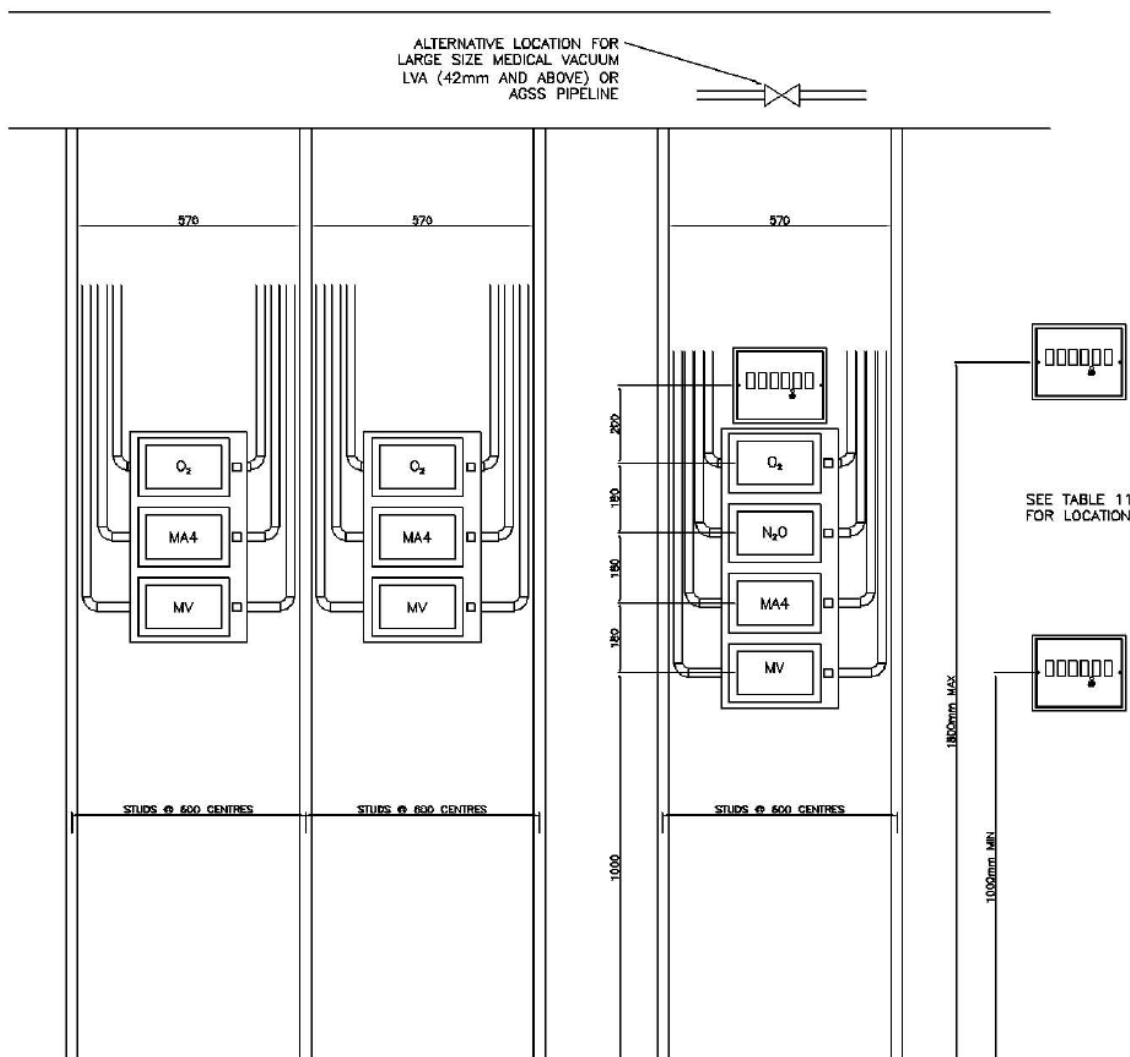 ALTERNATIVE LOCATION FOR
LARGE SIZE MEDICAL VACUUM
LVA (42mm AND ABOVE) OR
AGSS PIPELINE
570
570
570
O₂
MA4
MV
O₂
MA4
MV
200
180
180
180
1000
O₂
N₂O
MA4
MV
1800mm MAX
1000mm MIN
SEE TABLE 11
FOR LOCATION
STUDS @ 600 CENTRES
STUDS @ 600 CENTRES
STUDS @ 600 CENTRES